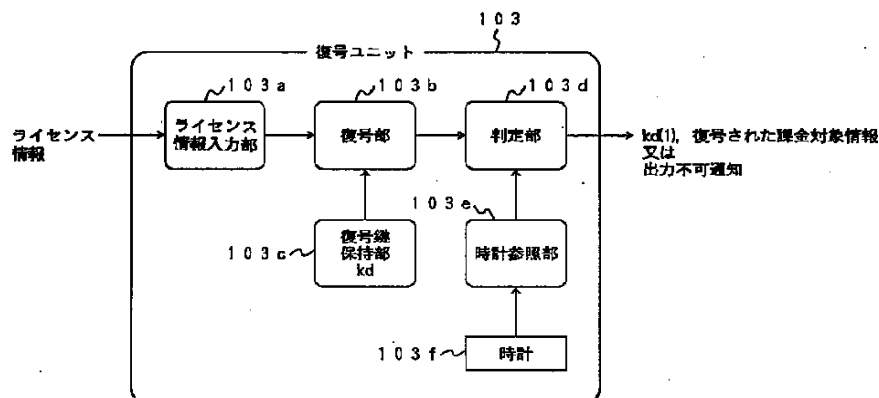 103
復号ユニット
103a
103b
103d
ライセンス
情報
ライセンス
情報入力部
復号部
判定部
kd(1), 復号された課金対象情報
又は
出力不可通知
103e
103c
復号鍵
保持部
kd
時計参照部
103f
時計